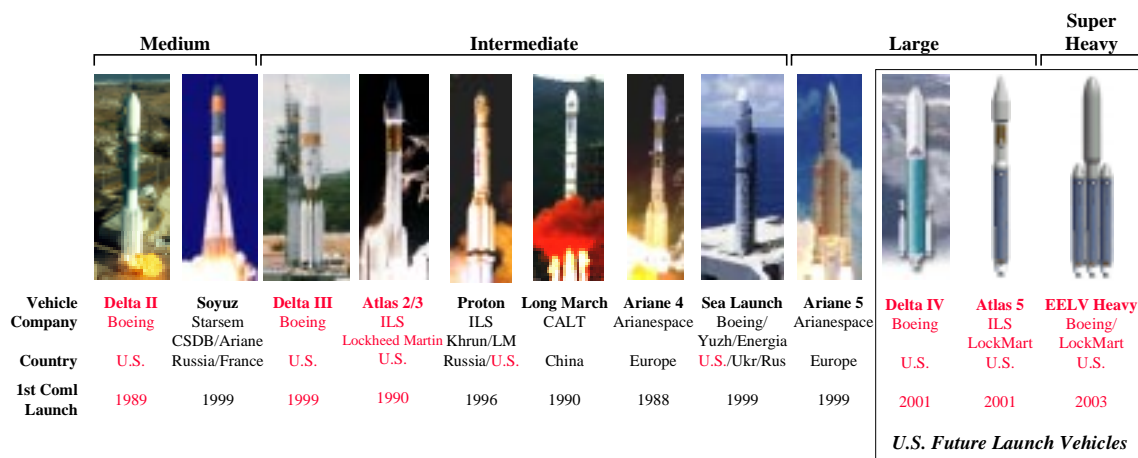 Super
Medium Intermediate Large Heavy
Vehicle Delta II Soyuz Delta III Atlas 2/3 Proton Long March Ariane 4 Sea Launch Ariane 5 Delta IV Atlas 5 EELV Heavy
Company Boeing Starsem Boeing ILS ILS CALT Arianespace Boeing/ Arianespace Boeing ILS Boeing/
CSDB/Ariane Lockheed Martin Khrun/LM Yuzh/Energia LockMart LockMart
Country U.S. Russia/France U.S. U.S. Russia/U.S. China Europe U.S./Ukr/Rus Europe U.S. U.S. U.S.
1st Coml
Launch 1989 1999 1999 1990 1996 1990 1988 1999 1999 2001 2001 2003
U.S. Future Launch Vehicles